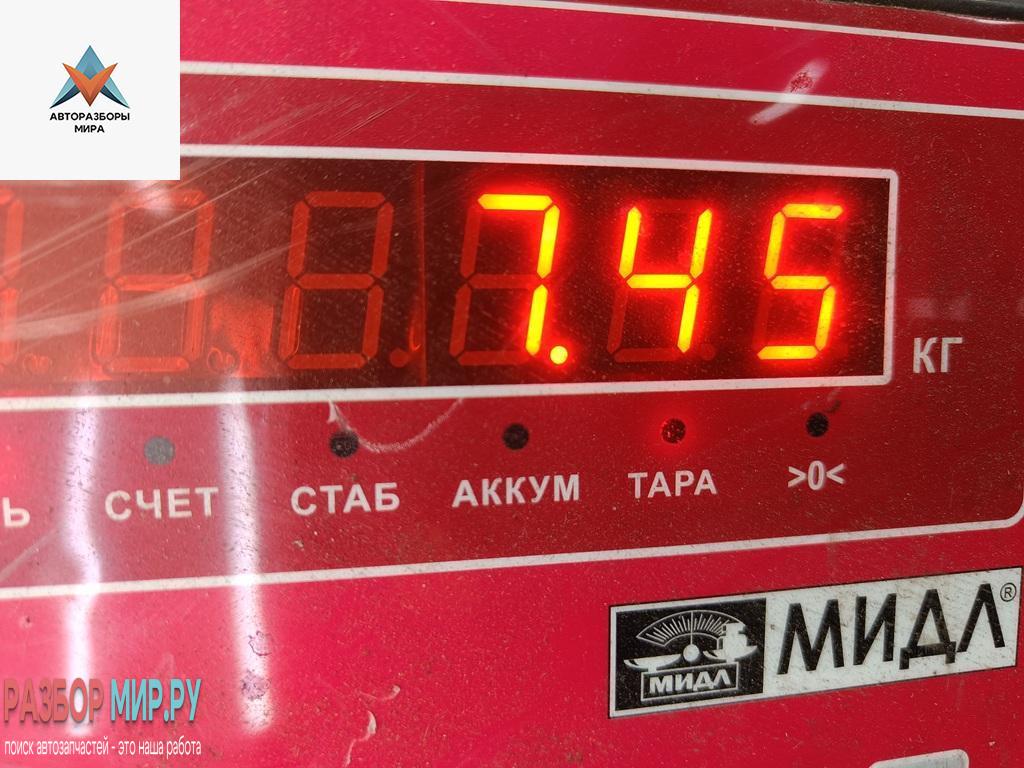 АВТОРАЗБОРЫ
МИРА
7.45
КГ
Ь СЧЕТ СТАБ АККУМ ТАРА >0<
МИДЛ МИДЛ®
РАЗБОР МИР.РУ
поиск автозапчастей - это наша работа